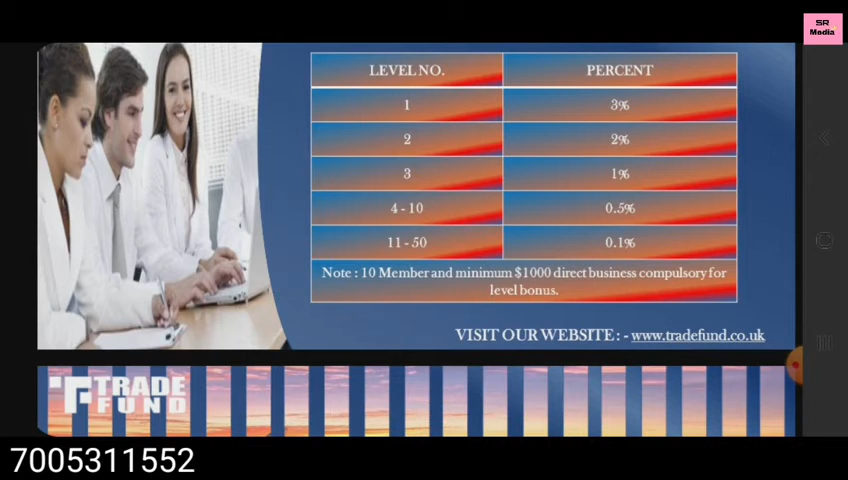 SR
Media
LEVEL NO. PERCENT
1 3%
2 2%
3 1%
4 - 10 0.5%
11 - 50 0.1%
Note : 10 Member and minimum $1000 direct business compulsory for
level bonus.
VISIT OUR WEBSITE : - www.tradefund.co.uk
TF TRADE
FUND
7005311552